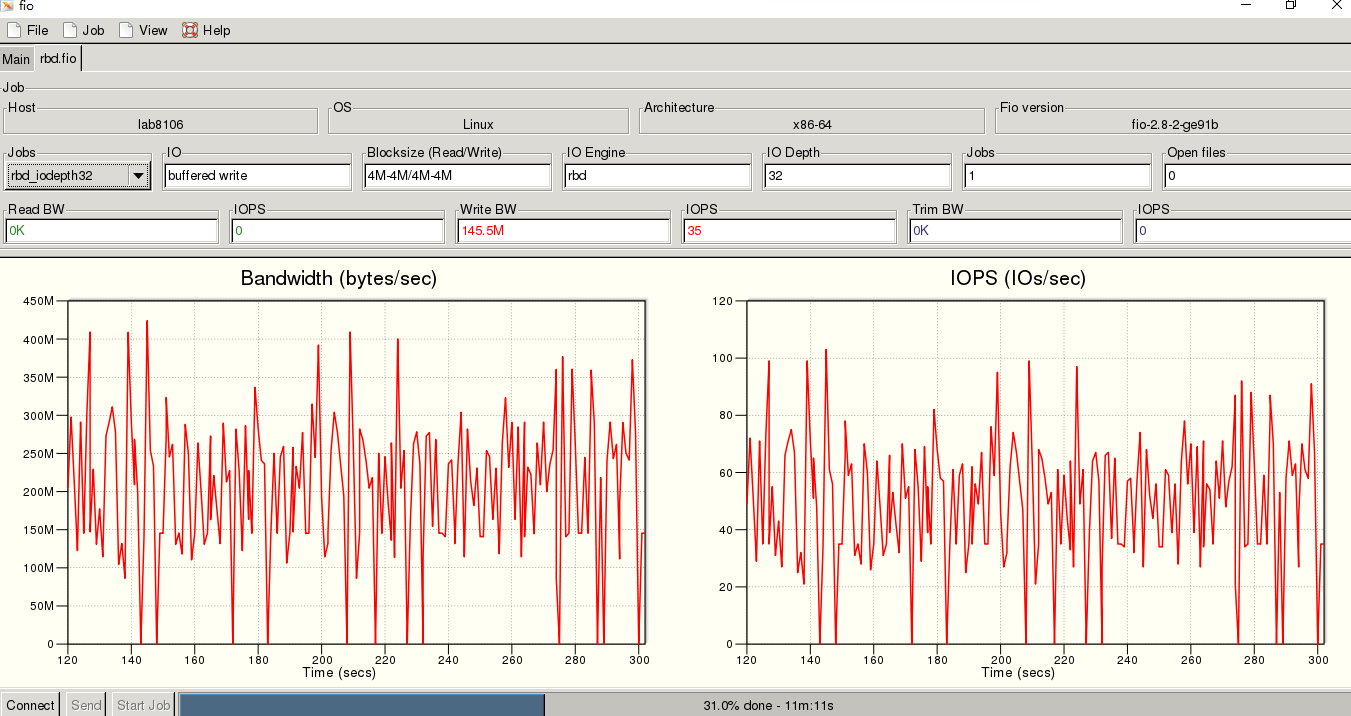 fio
File Job View Help
Main rbd.fio
Job
Host OS Architecture Fio version
lab8106 Linux x86-64 fio-2.8-2-ge91b
Jobs IO Blocksize (Read/Write) IO Engine IO Depth Jobs Open files
rbd_iodepth32 buffered write 4M-4M/4M-4M rbd 32 1 0
Read BW IOPS Write BW IOPS Trim BW IOPS
0K 0 145.5M 35 0K 0
Bandwidth (bytes/sec) IOPS (IOs/sec)
450M 120
400M
100
350M
300M
80
250M
60
200M
150M
40
100M
20
50M
0 0
120 140 160 180 200 220 240 260 280 300 120 140 160 180 200 220 240 260 280 300
Time (secs) Time (secs)
Connect Send Start Job 31.0% done - 11m:11s